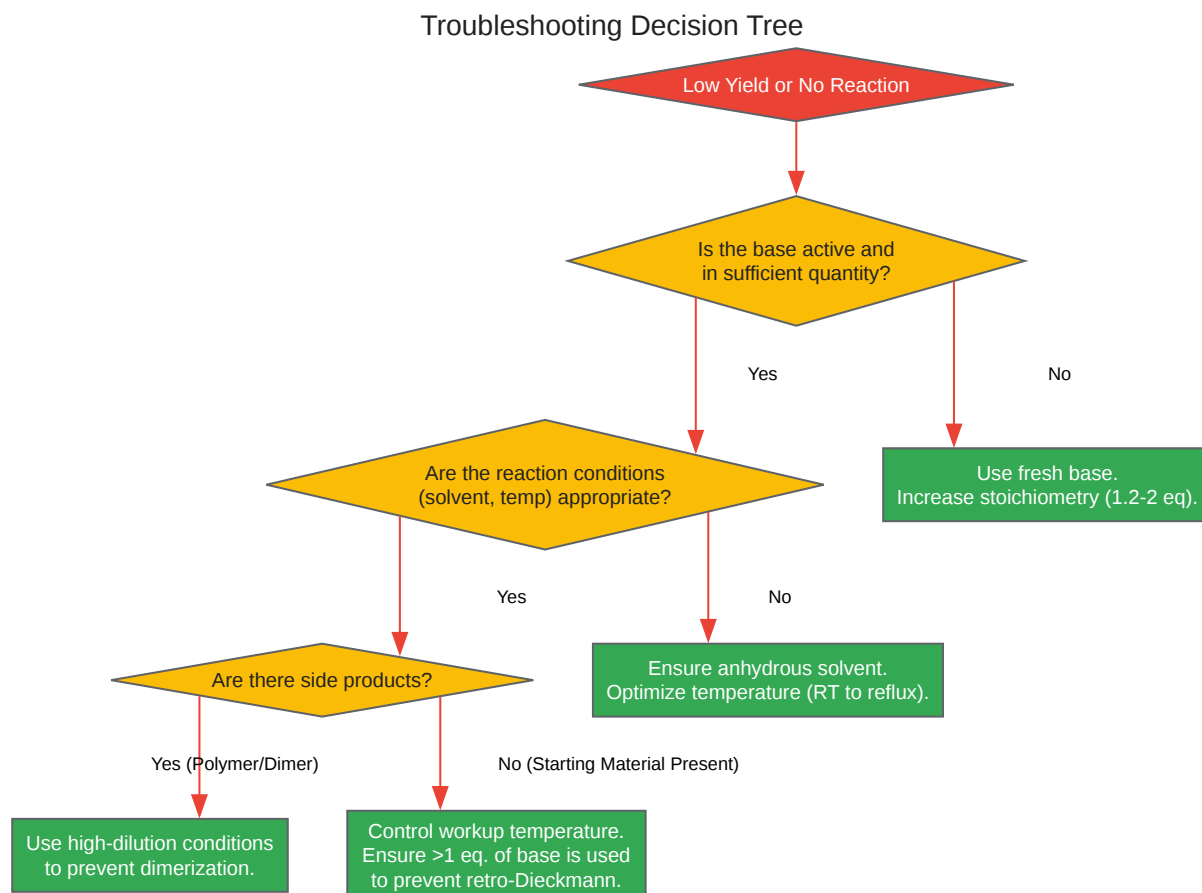 Troubleshooting Decision Tree
Low Yield or No Reaction
Is the base active and
in sufficient quantity?
Yes
No
Are the reaction conditions
(solvent, temp) appropriate?
Use fresh base.
Increase stoichiometry (1.2-2 eq).
Yes
No
Are there side products?
Ensure anhydrous solvent.
Optimize temperature (RT to reflux).
Yes (Polymer/Dimer)
No (Starting Material Present)
Use high-dilution conditions
to prevent dimerization.
Control workup temperature.
Ensure >1 eq. of base is used
to prevent retro-Dieckmann.